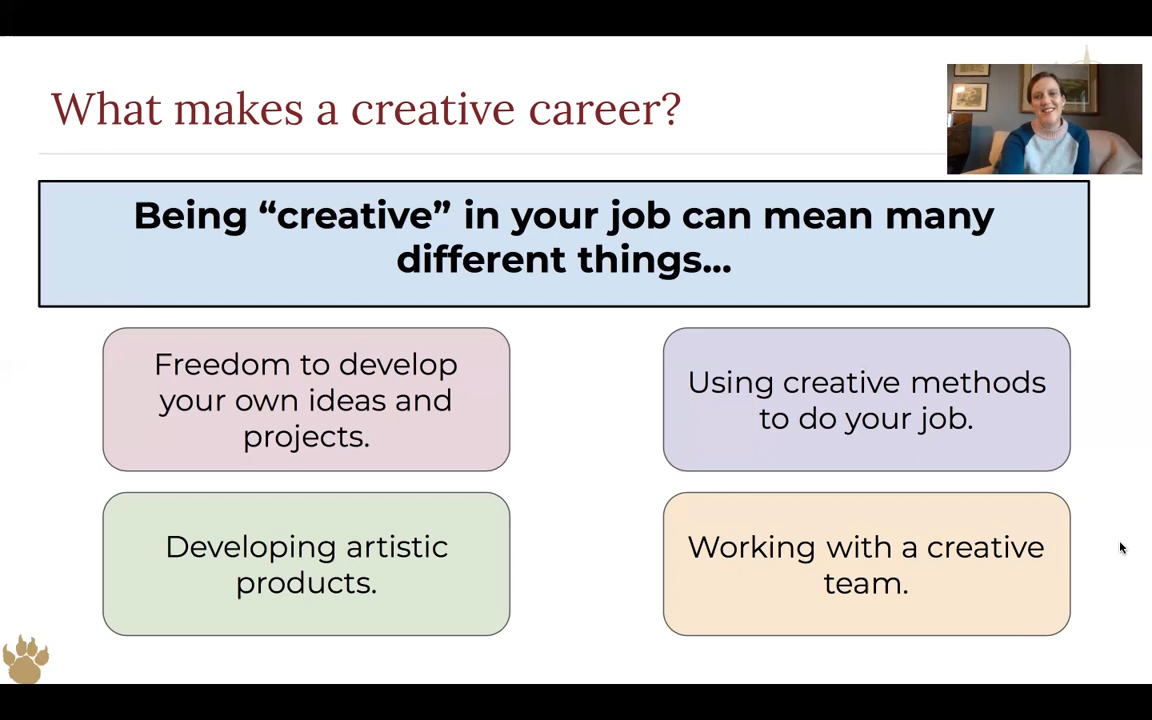 What makes a creative career?
Being “creative” in your job can mean many
different things...
Freedom to develop
your own ideas and
projects.
Using creative methods
to do your job.
Developing artistic
products.
Working with a creative
team.